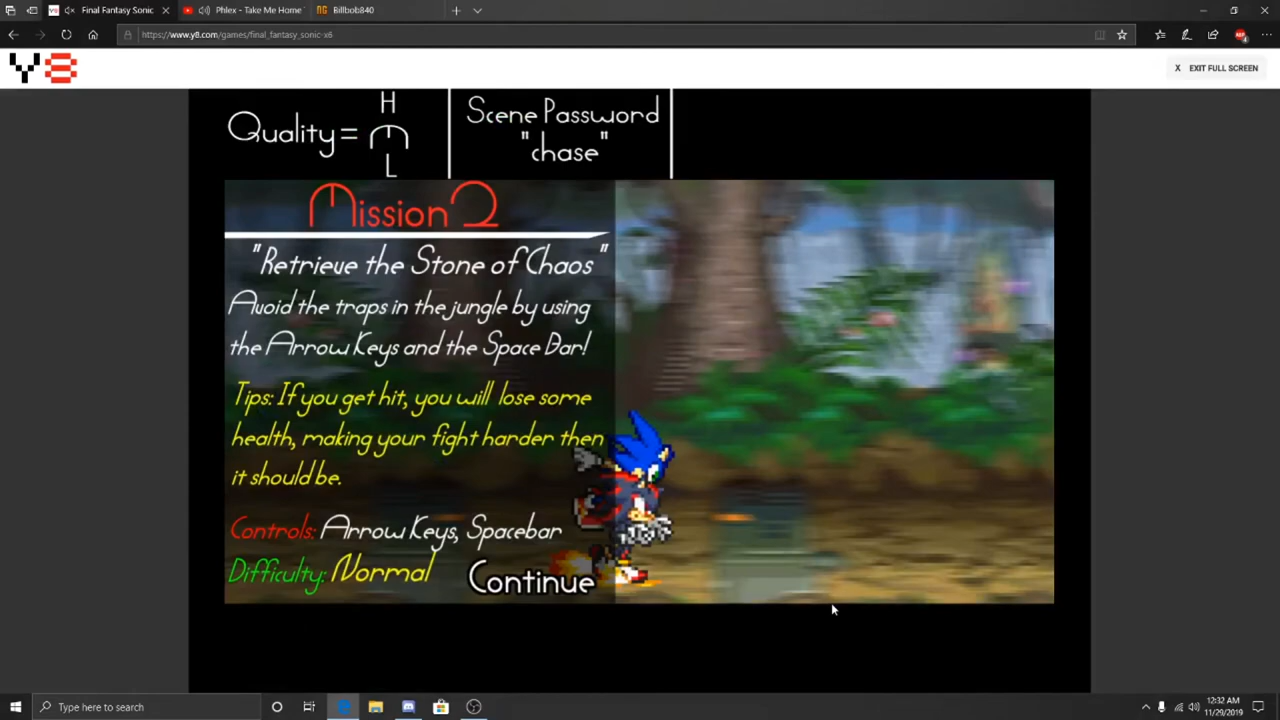 Final Fantasy Sonic
Phlex - Take Me Home
NG
Billbob840
https://www.y8.com/games/final_fantasy_sonic-x6
ABP
Y8
X EXIT FULL SCREEN
Quality =
H
M
L
Scene Password
"chase"
Mission 2
"Retrieve the Stone of Chaos"
Avoid the traps in the jungle by using
the Arrow Keys and the Space Bar!
Tips: If you get hit, you will lose some
health, making your fight harder then
it should be.
Controls: Arrow Keys, Spacebar
Difficulty: Normal
Continue
Type here to search
12:32 AM
11/29/2019